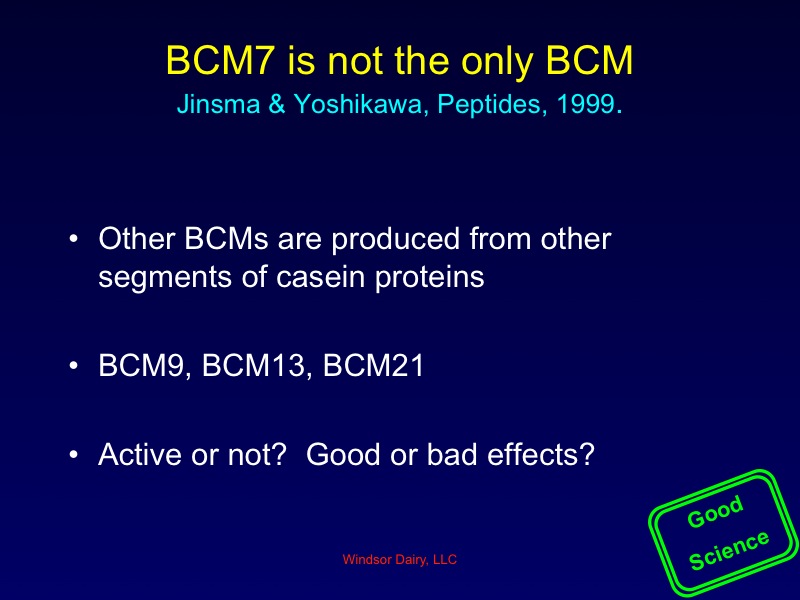 BCM7 is not the only BCM
Jinsma & Yoshikawa, Peptides, 1999.
• Other BCMs are produced from other
segments of casein proteins
• BCM9, BCM13, BCM21
• Active or not?  Good or bad effects?
Good
Science
Windsor Dairy, LLC